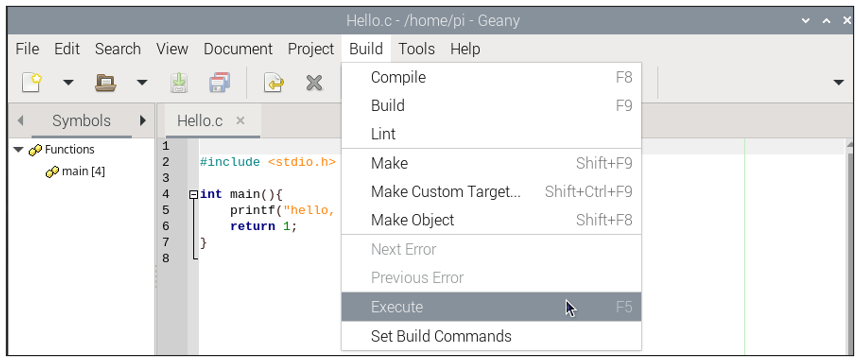 Hello.c - /home/pi - Geany
File Edit Search View Document Project Build Tools Help
Compile F8
Build F9
Lint
Make Shift+F9
Make Custom Target... Shift+Ctrl+F9
Make Object Shift+F8
Next Error
Previous Error
Execute F5
Set Build Commands
Symbols
Functions
main [4]
Hello.c
1
2 #include <stdio.h>
3
4 int main(){
5 printf("hello,
6 return 1;
7 }
8